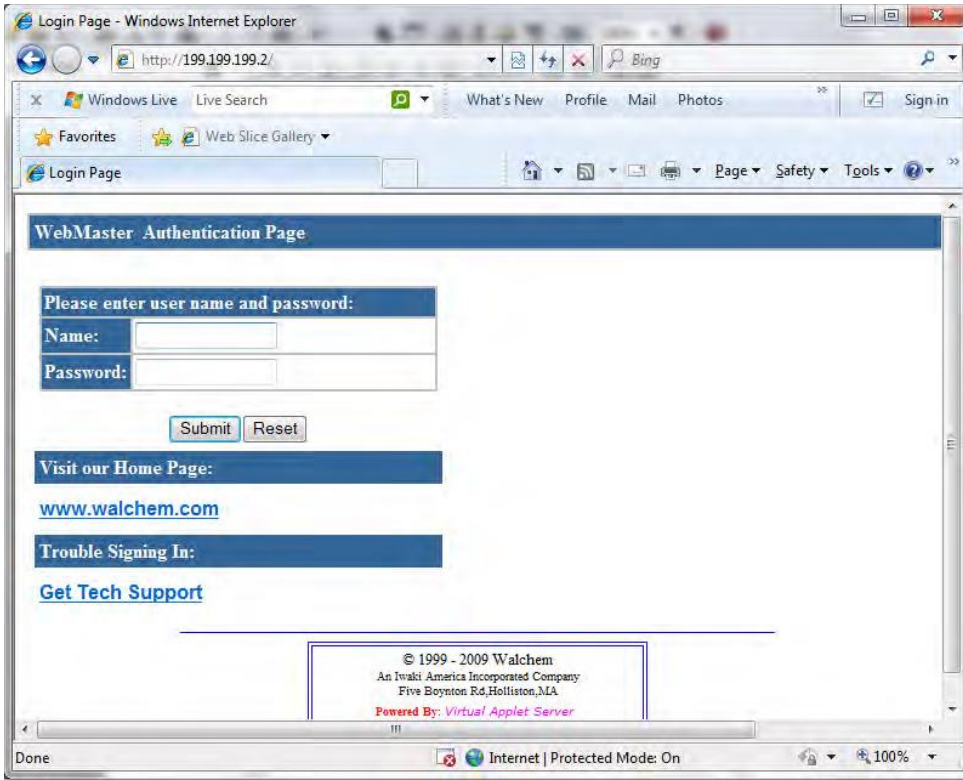 Login Page - Windows Internet Explorer
http://199.199.199.2/
Bing
Windows Live Live Search What's New Profile Mail Photos Sign in
Favorites Web Slice Gallery
Login Page Page Safety Tools
WebMaster Authentication Page
Please enter user name and password:
Name:
Password:
Submit Reset
Visit our Home Page:
www.walchem.com
Trouble Signing In:
Get Tech Support
© 1999 - 2009 Walchem
An Iwaki America Incorporated Company
Five Boynton Rd,Holliston,MA
Powered By: Virtual Applet Server
Done Internet | Protected Mode: On 100%